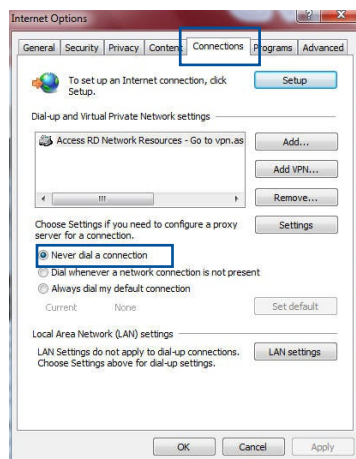 Internet Options
General Security Privacy Content Connections Programs Advanced
To set up an Internet connection, click
Setup.
Setup
Dial-up and Virtual Private Network settings
Access RD Network Resources - Go to vpn.as
Add...
Add VPN...
Remove...
Choose Settings if you need to configure a proxy
server for a connection.
Settings
Never dial a connection
Dial whenever a network connection is not present
Always dial my default connection
Current None
Set default
Local Area Network (LAN) settings
LAN Settings do not apply to dial-up connections.
Choose Settings above for dial-up settings.
LAN settings
OK Cancel Apply